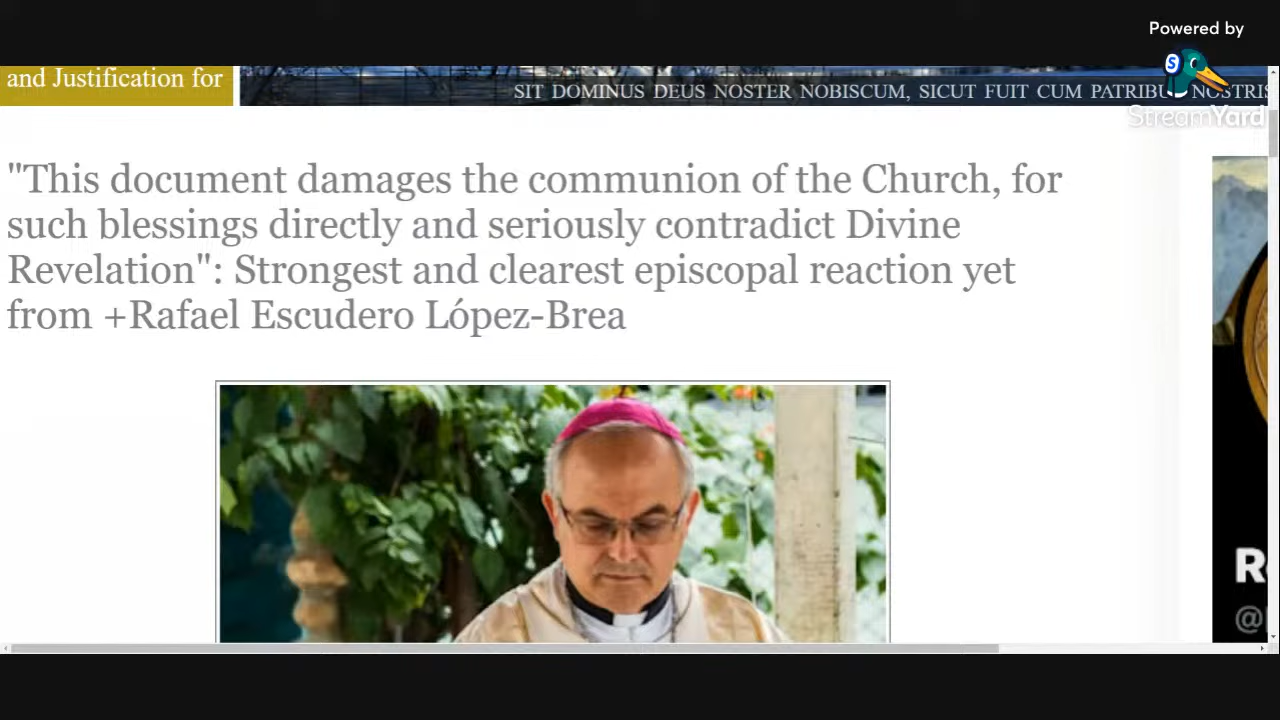 Powered by
StreamYard
and Justification for
SIT DOMINUS DEUS NOSTER NOBISCUM, SICUT FUIT CUM PATRIBUS NOSTRIS
"This document damages the communion of the Church, for
such blessings directly and seriously contradict Divine
Revelation": Strongest and clearest episcopal reaction yet
from +Rafael Escudero López-Brea
R
@